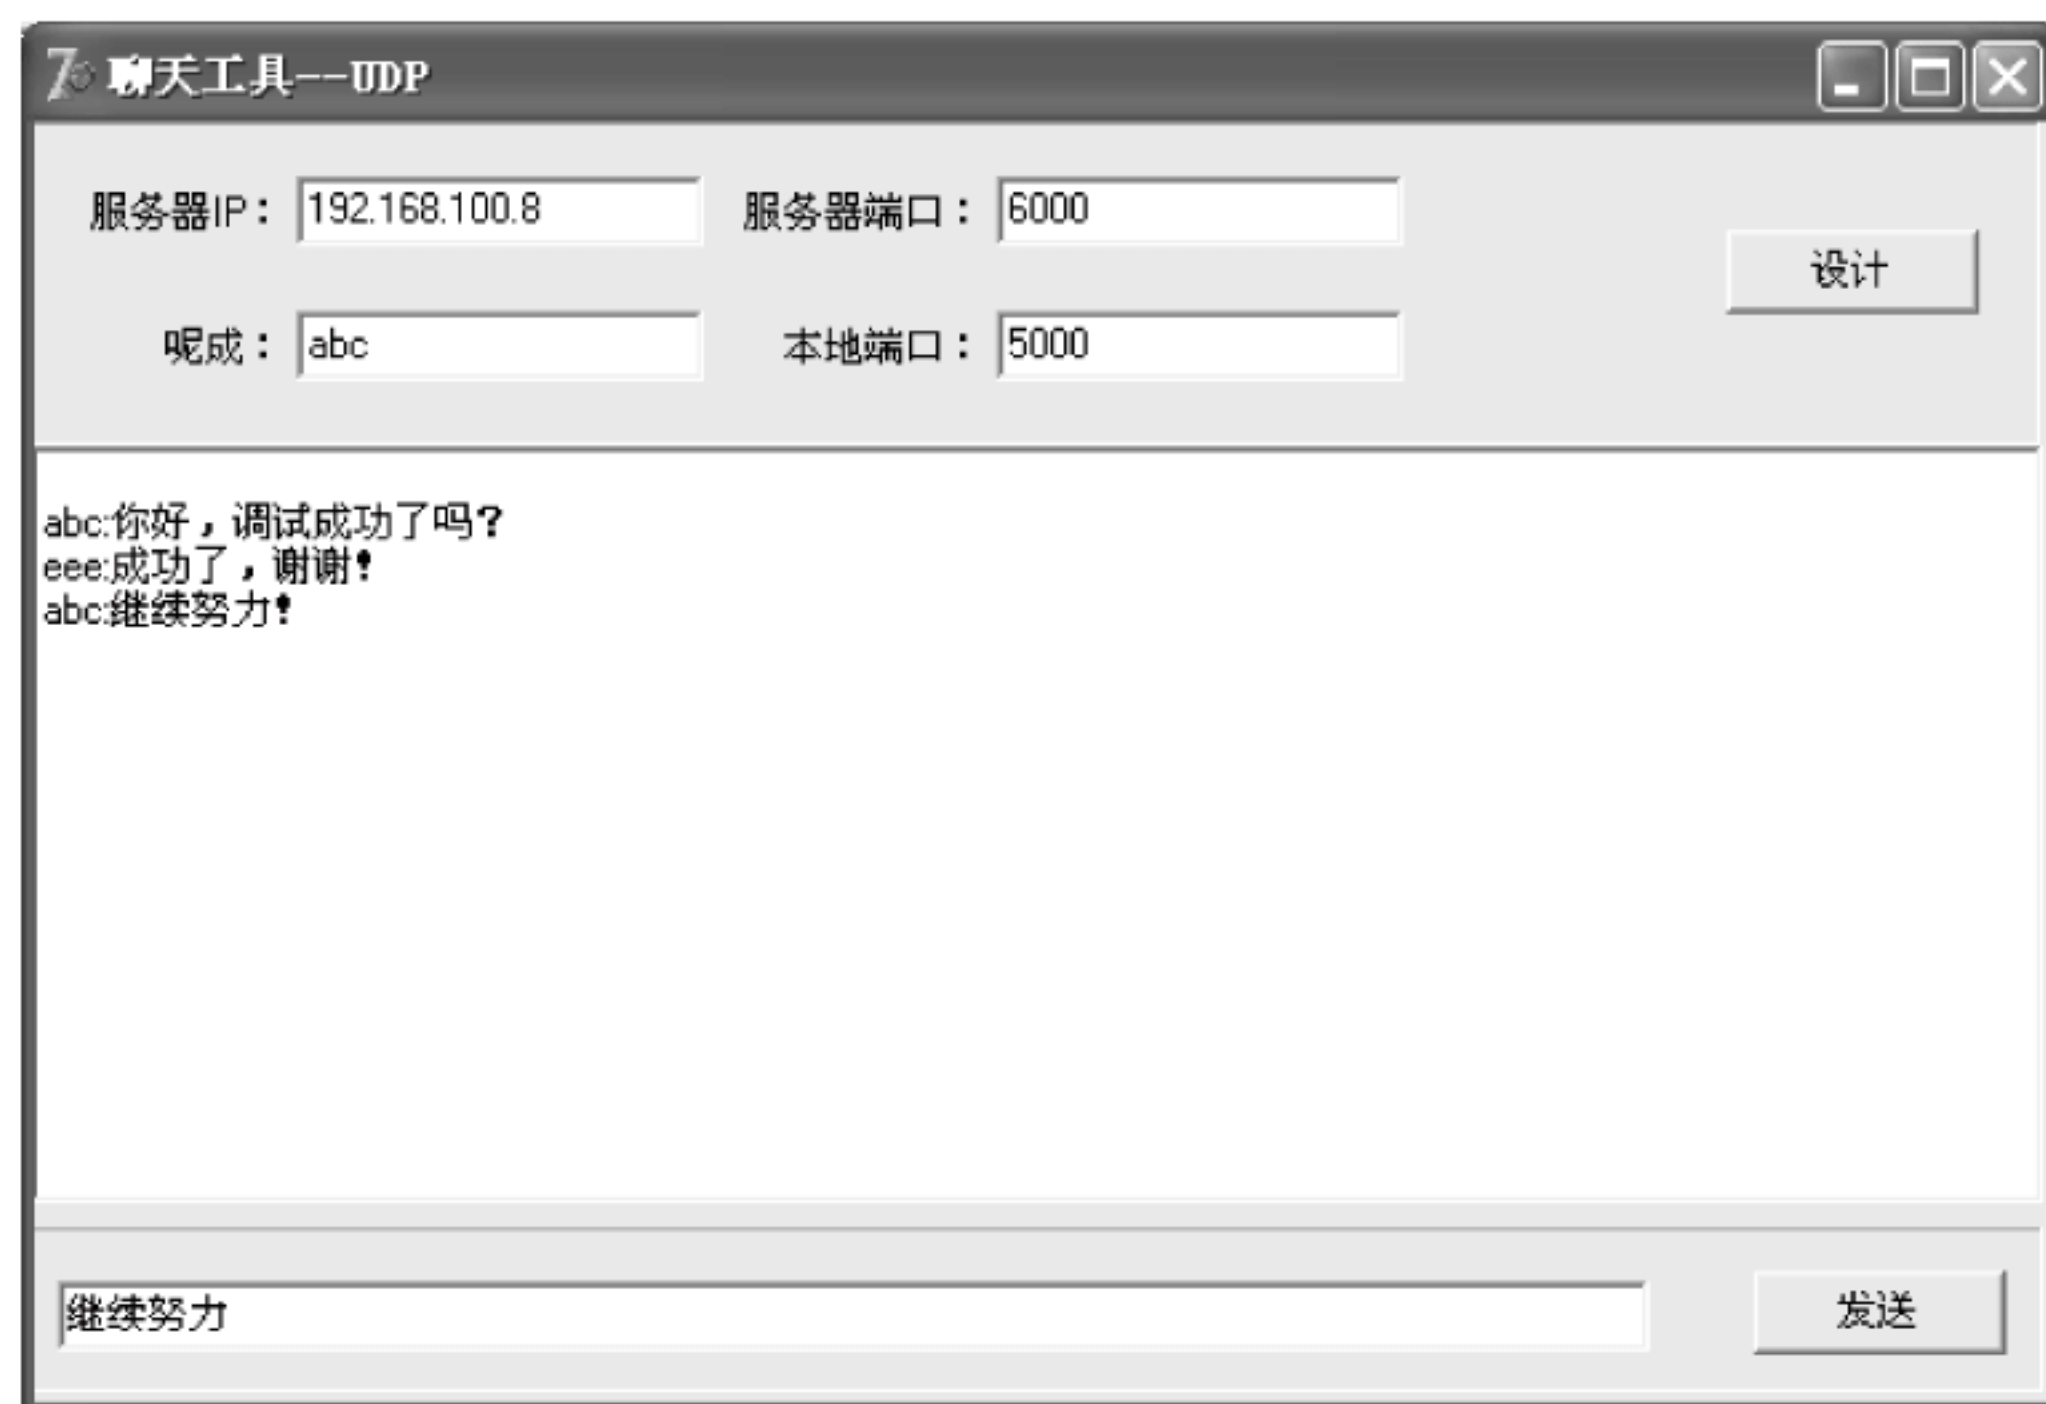 聊天工具--UDP
服务器IP： 192.168.100.8 服务器端口： 6000
设计
呢成： abc 本地端口： 5000
abc:你好，调试成功了吗？
eee:成功了，谢谢！
abc:继续努力！
继续努力 发送